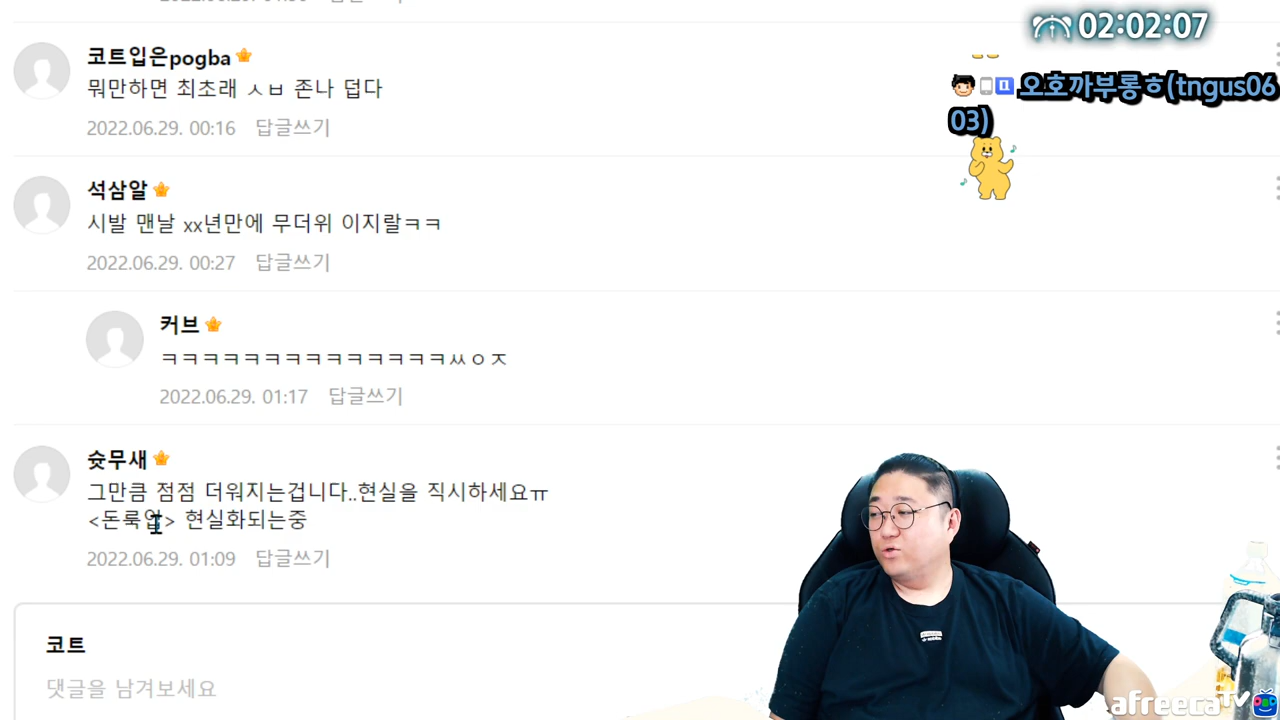 02:02:07
코트입은pogba
뭐만하면 최초래 ㅅㅂ 존나 덥다
2022.06.29. 00:16 답글쓰기
오호까부롱ㅎ(tngus06
03)
석삼알
시발 맨날 xx년만에 무더위 이지랄ㅋㅋ
2022.06.29. 00:27 답글쓰기
커브
ㅋㅋㅋㅋㅋㅋㅋㅋㅋㅋㅋㅋㅋㅋㅆㅇㅈ
2022.06.29. 01:17 답글쓰기
슛무새
그만큼 점점 더워지는겁니다..현실을 직시하세요ㅠ
<돈룩업> 현실화되는중
2022.06.29. 01:09 답글쓰기
코트
댓글을 남겨보세요
afreecaTV